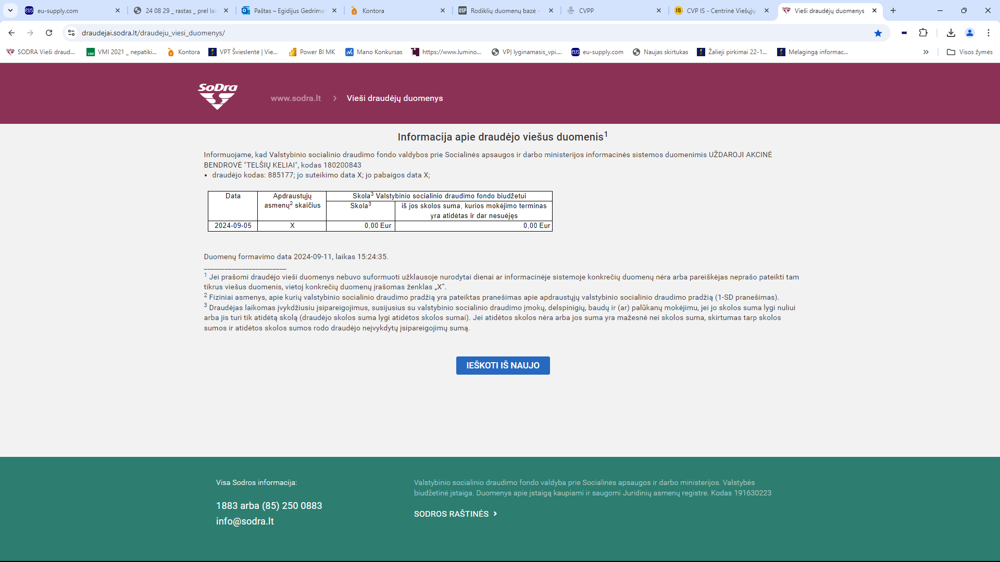 eu-supply.com
24 08 29 _ rastas _ prel lai
Paštas – Egidijus Gedrima
Kontora
Rodiklių duomenų bazė -
CVPP
CVP IS - Centrinė Viešųjų
Vieši draudėjų duomenys
draudejai.sodra.lt/draudeju_viesi_duomenys/
SODRA Vieši draud...
VMI 2021 _ nepatiki...
Kontora
VPT Švieslentė | Vie...
Power BI MK
Mano Konkursas
https://www.lumino...
VPĮ lyginamasis_vpi....
eu-supply.com
Naujas skirtukas
Žalieji pirkimai 22-1...
Melagingą informac...
Visos žymės
SoDra
www.sodra.lt > Vieši draudėjų duomenys
Informacija apie draudėjo viešus duomenis1
Informuojame, kad Valstybinio socialinio draudimo fondo valdybos prie Socialinės apsaugos ir darbo ministerijos informacinės sistemos duomenimis UŽDAROJI AKCINĖ
BENDROVĖ "TELŠIŲ KELIAI", kodas 180200843
• draudėjo kodas: 885177; jo suteikimo data X; jo pabaigos data X;
Data
Apdraustųjų
asmenų2 skaičius
Skola3 Valstybinio socialinio draudimo fondo biudžetui
Skola3
iš jos skolos suma, kurios mokėjimo terminas
yra atidėtas ir dar nesuėjęs
2024-09-05 X 0,00 Eur 0,00 Eur
Duomenų formavimo data 2024-09-11, laikas 15:24:35.
1 Jei prašomi draudėjo vieši duomenys nebuvo suformuoti užklausoje nurodytai dienai ar informacinėje sistemoje konkrečių duomenų nėra arba pareiškėjas neprašo pateikti tam
tikrus viešus duomenis, vietoj konkrečių duomenų įrašomas ženklas „X“.
2 Fiziniai asmenys, apie kurių valstybinio socialinio draudimo pradžią yra pateiktas pranešimas apie apdraustųjų valstybinio socialinio draudimo pradžią (1-SD pranešimas).
3 Draudėjas laikomas įvykdžiusiu įsipareigojimus, susijusius su valstybinio socialinio draudimo įmokų, delspinigių, baudų ir (ar) palūkanų mokėjimu, jei jo skolos suma lygi nuliui
arba jis turi tik atidėtą skolą (draudėjo skolos suma lygi atidėtos skolos sumai). Jei atidėtos skolos nėra arba jos suma yra mažesnė nei skolos suma, skirtumas tarp skolos
sumos ir atidėtos skolos sumos rodo draudėjo neįvykdytų įsipareigojimų sumą.
IEŠKOTI IŠ NAUJO
Visa Sodros informacija:
1883 arba (85) 250 0883
info@sodra.lt
Valstybinio socialinio draudimo fondo valdyba prie Socialinės apsaugos ir darbo ministerijos. Valstybės
biudžetinė įstaiga. Duomenys apie įstaigą kaupiami ir saugomi Juridinių asmenų registre. Kodas 191630223
SODROS RAŠTINĖS >